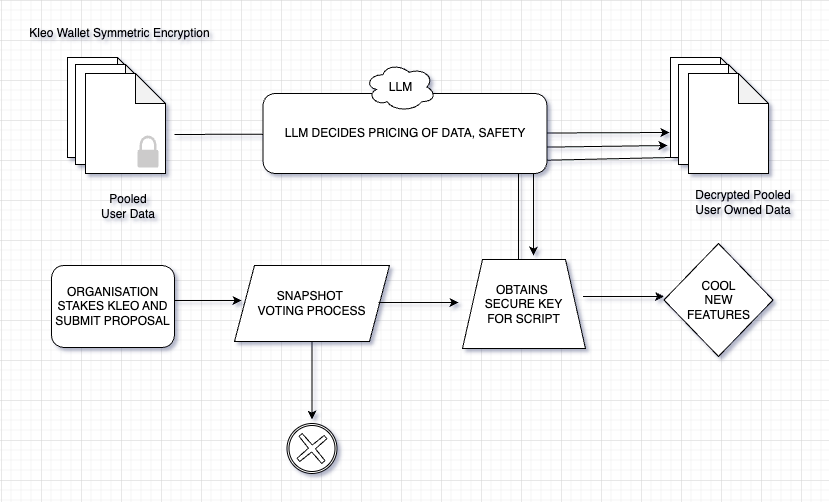 Kleo Wallet Symmetric Encryption
LLM
LLM DECIDES PRICING OF DATA, SAFETY
Pooled
User Data
Decrypted Pooled
User Owned Data
ORGANISATION
STAKES KLEO AND
SUBMIT PROPOSAL
SNAPSHOT
VOTING PROCESS
OBTAINS
SECURE KEY
FOR SCRIPT
COOL
NEW
FEATURES